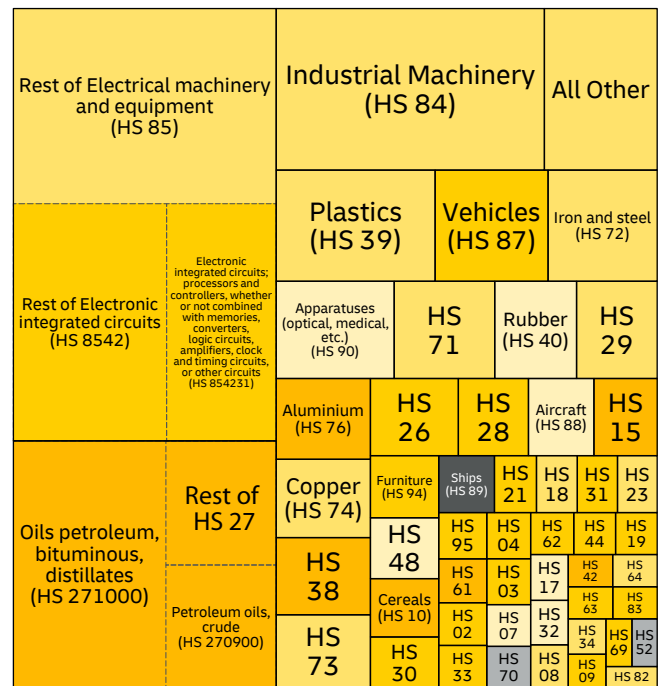 Rest of Electrical machinery
and equipment
(HS 85)
Industrial Machinery
(HS 84)
All Other
Plastics
(HS 39)
Vehicles
(HS 87)
Iron and steel
(HS 72)
Rest of Electronic
integrated circuits
(HS 8542)
Electronic
integrated circuits;
processors and
controllers, whether
or not combined
with memories,
converters,
logic circuits,
amplifiers, clock
and timing circuits,
or other circuits
(HS 854231)
Apparatuses
(optical, medical,
etc.)
(HS 90)
HS
71
Rubber
(HS 40)
HS
29
Aluminium
(HS 76)
HS
26
HS
28
Aircraft
(HS 88)
HS
15
Oils petroleum,
bituminous,
distillates
(HS 271000)
Rest of
HS 27
Petroleum oils,
crude
(HS 270900)
Copper
(HS 74)
Furniture
(HS 94)
Ships
(HS 89)
HS
21
HS
18
HS
31
HS
23
HS
38
HS
48
HS
95
HS
04
HS
62
HS
44
HS
19
HS
73
Cereals
(HS 10)
HS
61
HS
03
HS
17
HS
42
HS
64
HS
63
HS
83
HS
30
HS
02
HS
07
HS
32
HS
34
HS
69
HS
52
HS
33
HS
70
HS
08
HS
09
HS 82